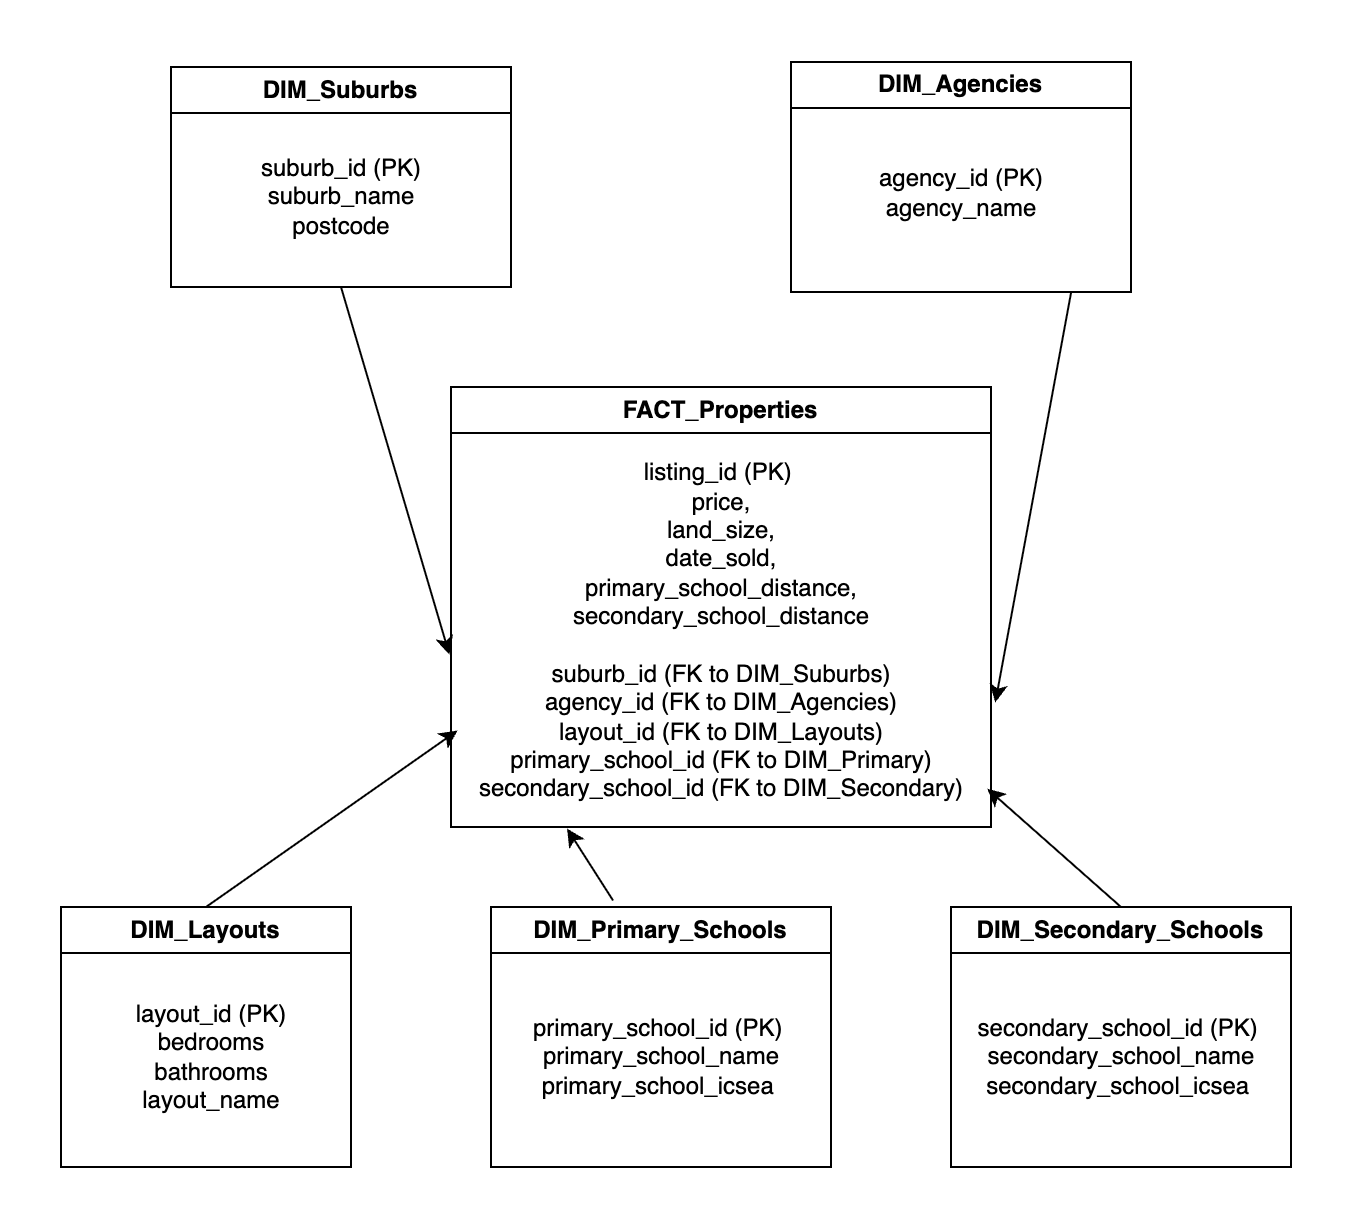 DIM_Suburbs
suburb_id (PK)
suburb_name
postcode
DIM_Agencies
agency_id (PK)
agency_name
FACT_Properties
listing_id (PK)
price,
land_size,
date_sold,
primary_school_distance,
secondary_school_distance
suburb_id (FK to DIM_Suburbs)
agency_id (FK to DIM_Agencies)
layout_id (FK to DIM_Layouts)
primary_school_id (FK to DIM_Primary)
secondary_school_id (FK to DIM_Secondary)
DIM_Layouts
layout_id (PK)
bedrooms
bathrooms
layout_name
DIM_Primary_Schools
primary_school_id (PK)
primary_school_name
primary_school_icsea
DIM_Secondary_Schools
secondary_school_id (PK)
secondary_school_name
secondary_school_icsea